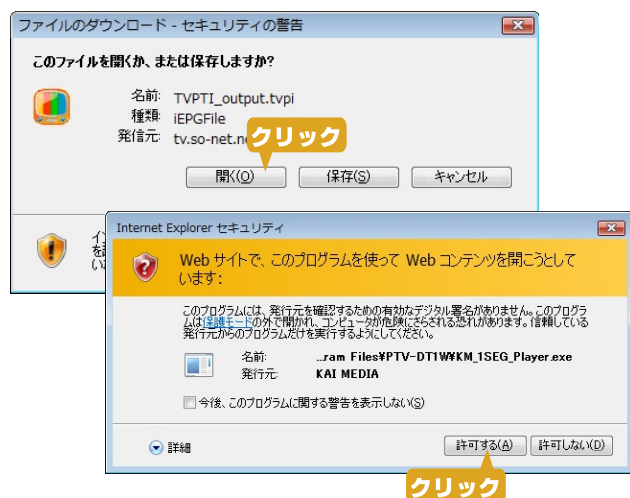 ファイルのダウンロード - セキュリティの警告
このファイルを開くか、または保存しますか?
名前: TVPTI_output.tvpi
種類: iEPGFile
発信元: tv.so-net.ne
クリック
開く(O) 保存(S) キャンセル
Internet Explorer セキュリティ
Web サイトで、このプログラムを使って Web コンテンツを開こうとして
います:
このプログラムには、発行元を確認するための有効なデジタル署名がありません。このプログラ
ムは保護モードの外で開かれ、コンピュータが危険にさらされる恐れがあります。信頼している
発行元からのプログラムだけを実行するようにしてください。
名前: ...ram Files¥PTV-DT1W¥KM_1SEG_Player.exe
発行元: KAI MEDIA
今後、このプログラムに関する警告を表示しない(S)
詳細 許可する(A) 許可しない(D)
クリック